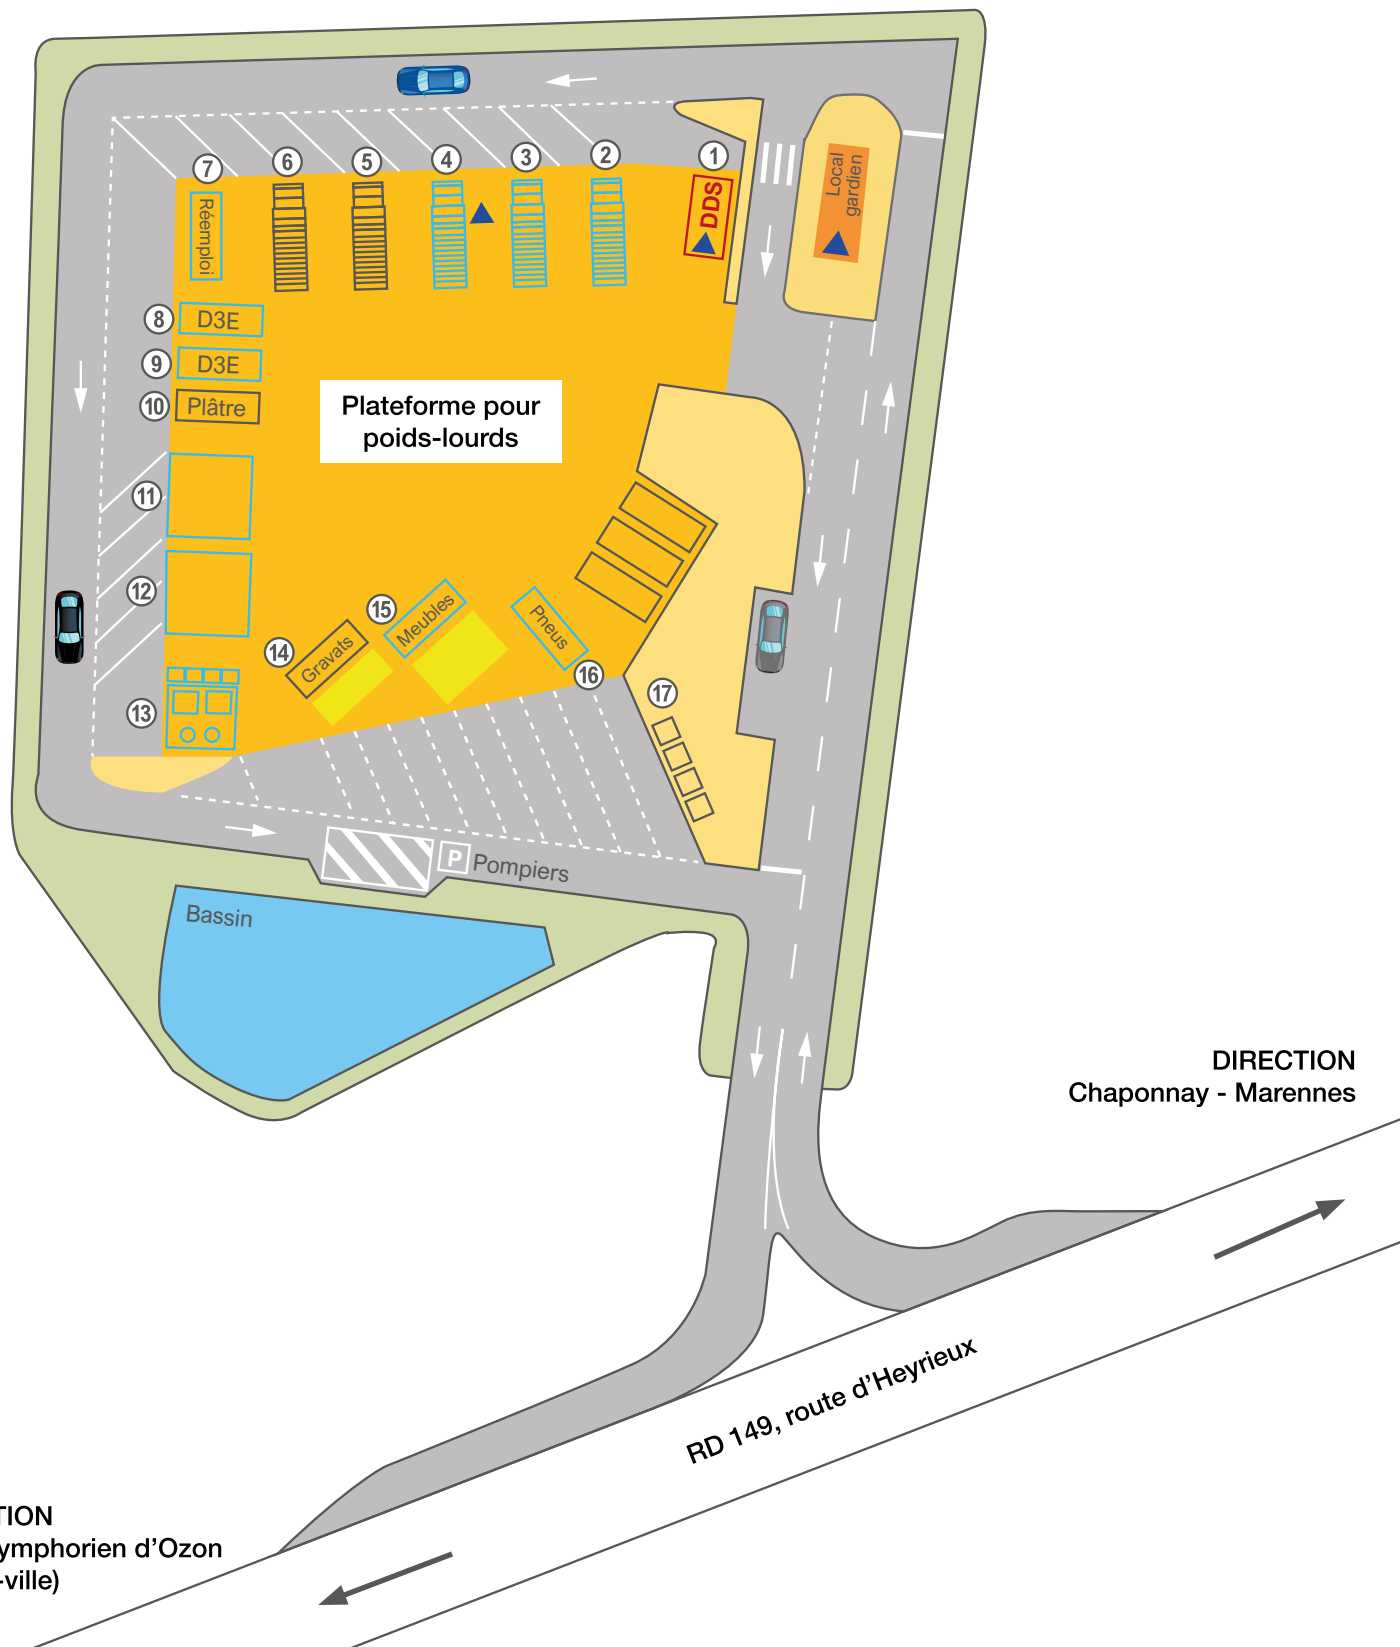 7
6
5
4
3
2
1
Réemploi
DDS
Local
gardien
8
D3E
9
D3E
10
Plâtre
Plateforme pour
poids-lourds
11
12
13
14
Gravats
15
Meubles
Pneus
16
17
P Pompiers
Bassin
DIRECTION
Chaponnay - Marennes
RD 149, route d’Heyrieux
TION
ymphorien d’Ozon
-ville)